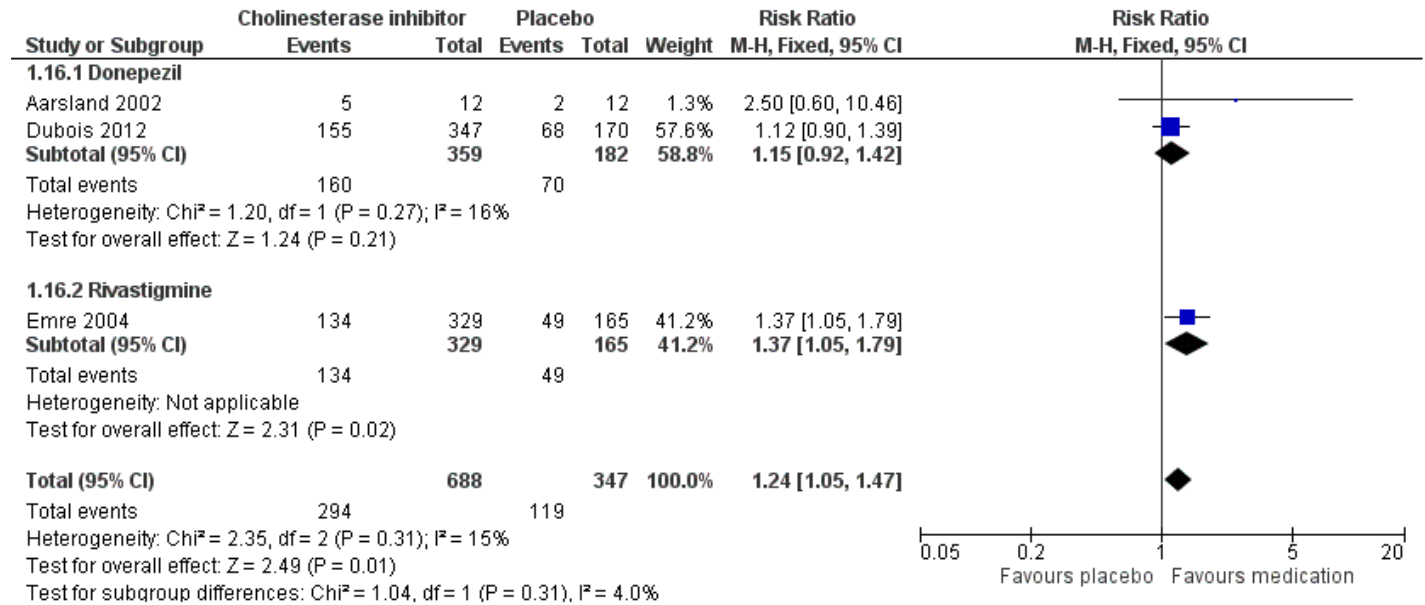 Cholinesterase inhibitor Placebo Risk Ratio Risk Ratio
Study or Subgroup Events Total Events Total Weight M-H, Fixed, 95% CI M-H, Fixed, 95% CI
1.16.1 Donepezil
Aarsland 2002 5 12 2 12 1.3% 2.50 [0.60, 10.46]
Dubois 2012 155 347 68 170 57.6% 1.12 [0.90, 1.39]
Subtotal (95% CI) 359 182 58.8% 1.15 [0.92, 1.42]
Total events 160 70
Heterogeneity: Chi² = 1.20, df = 1 (P = 0.27); I² = 16%
Test for overall effect: Z = 1.24 (P = 0.21)
1.16.2 Rivastigmine
Emre 2004 134 329 49 165 41.2% 1.37 [1.05, 1.79]
Subtotal (95% CI) 329 165 41.2% 1.37 [1.05, 1.79]
Total events 134 49
Heterogeneity: Not applicable
Test for overall effect: Z = 2.31 (P = 0.02)
Total (95% CI) 688 347 100.0% 1.24 [1.05, 1.47]
Total events 294 119
Heterogeneity: Chi² = 2.35, df = 2 (P = 0.31); I² = 15%
Test for overall effect: Z = 2.49 (P = 0.01)
Test for subgroup differences: Chi² = 1.04, df = 1 (P = 0.31), I² = 4.0%
0.05 0.2 1 5 20
Favours placebo Favours medication